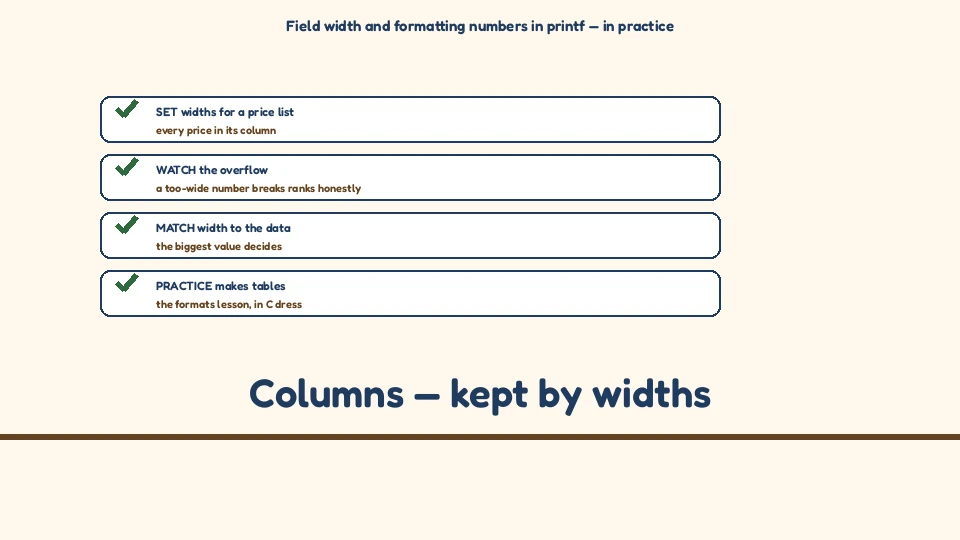 Field width and formatting numbers in printf — in practice
SET widths for a price list
every price in its column
WATCH the overflow
a too-wide number breaks ranks honestly
MATCH width to the data
the biggest value decides
PRACTICE makes tables
the formats lesson, in C dress
Columns — kept by widths